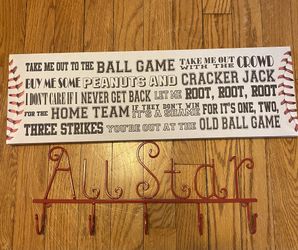 TAKE ME OUT TO THE BALL GAME TAKE ME OUT WITH THE CROWD
BUY ME SOME PEANUTS AND CRACKER JACK
I DON'T CARE IF I NEVER GET BACK LET ME ROOT, ROOT, ROOT
FOR THE HOME TEAM IF THEY DON'T WIN IT'S A SHAME FOR IT'S ONE, TWO,
THREE STRIKES YOU'RE OUT AT THE OLD BALL GAME
All Star